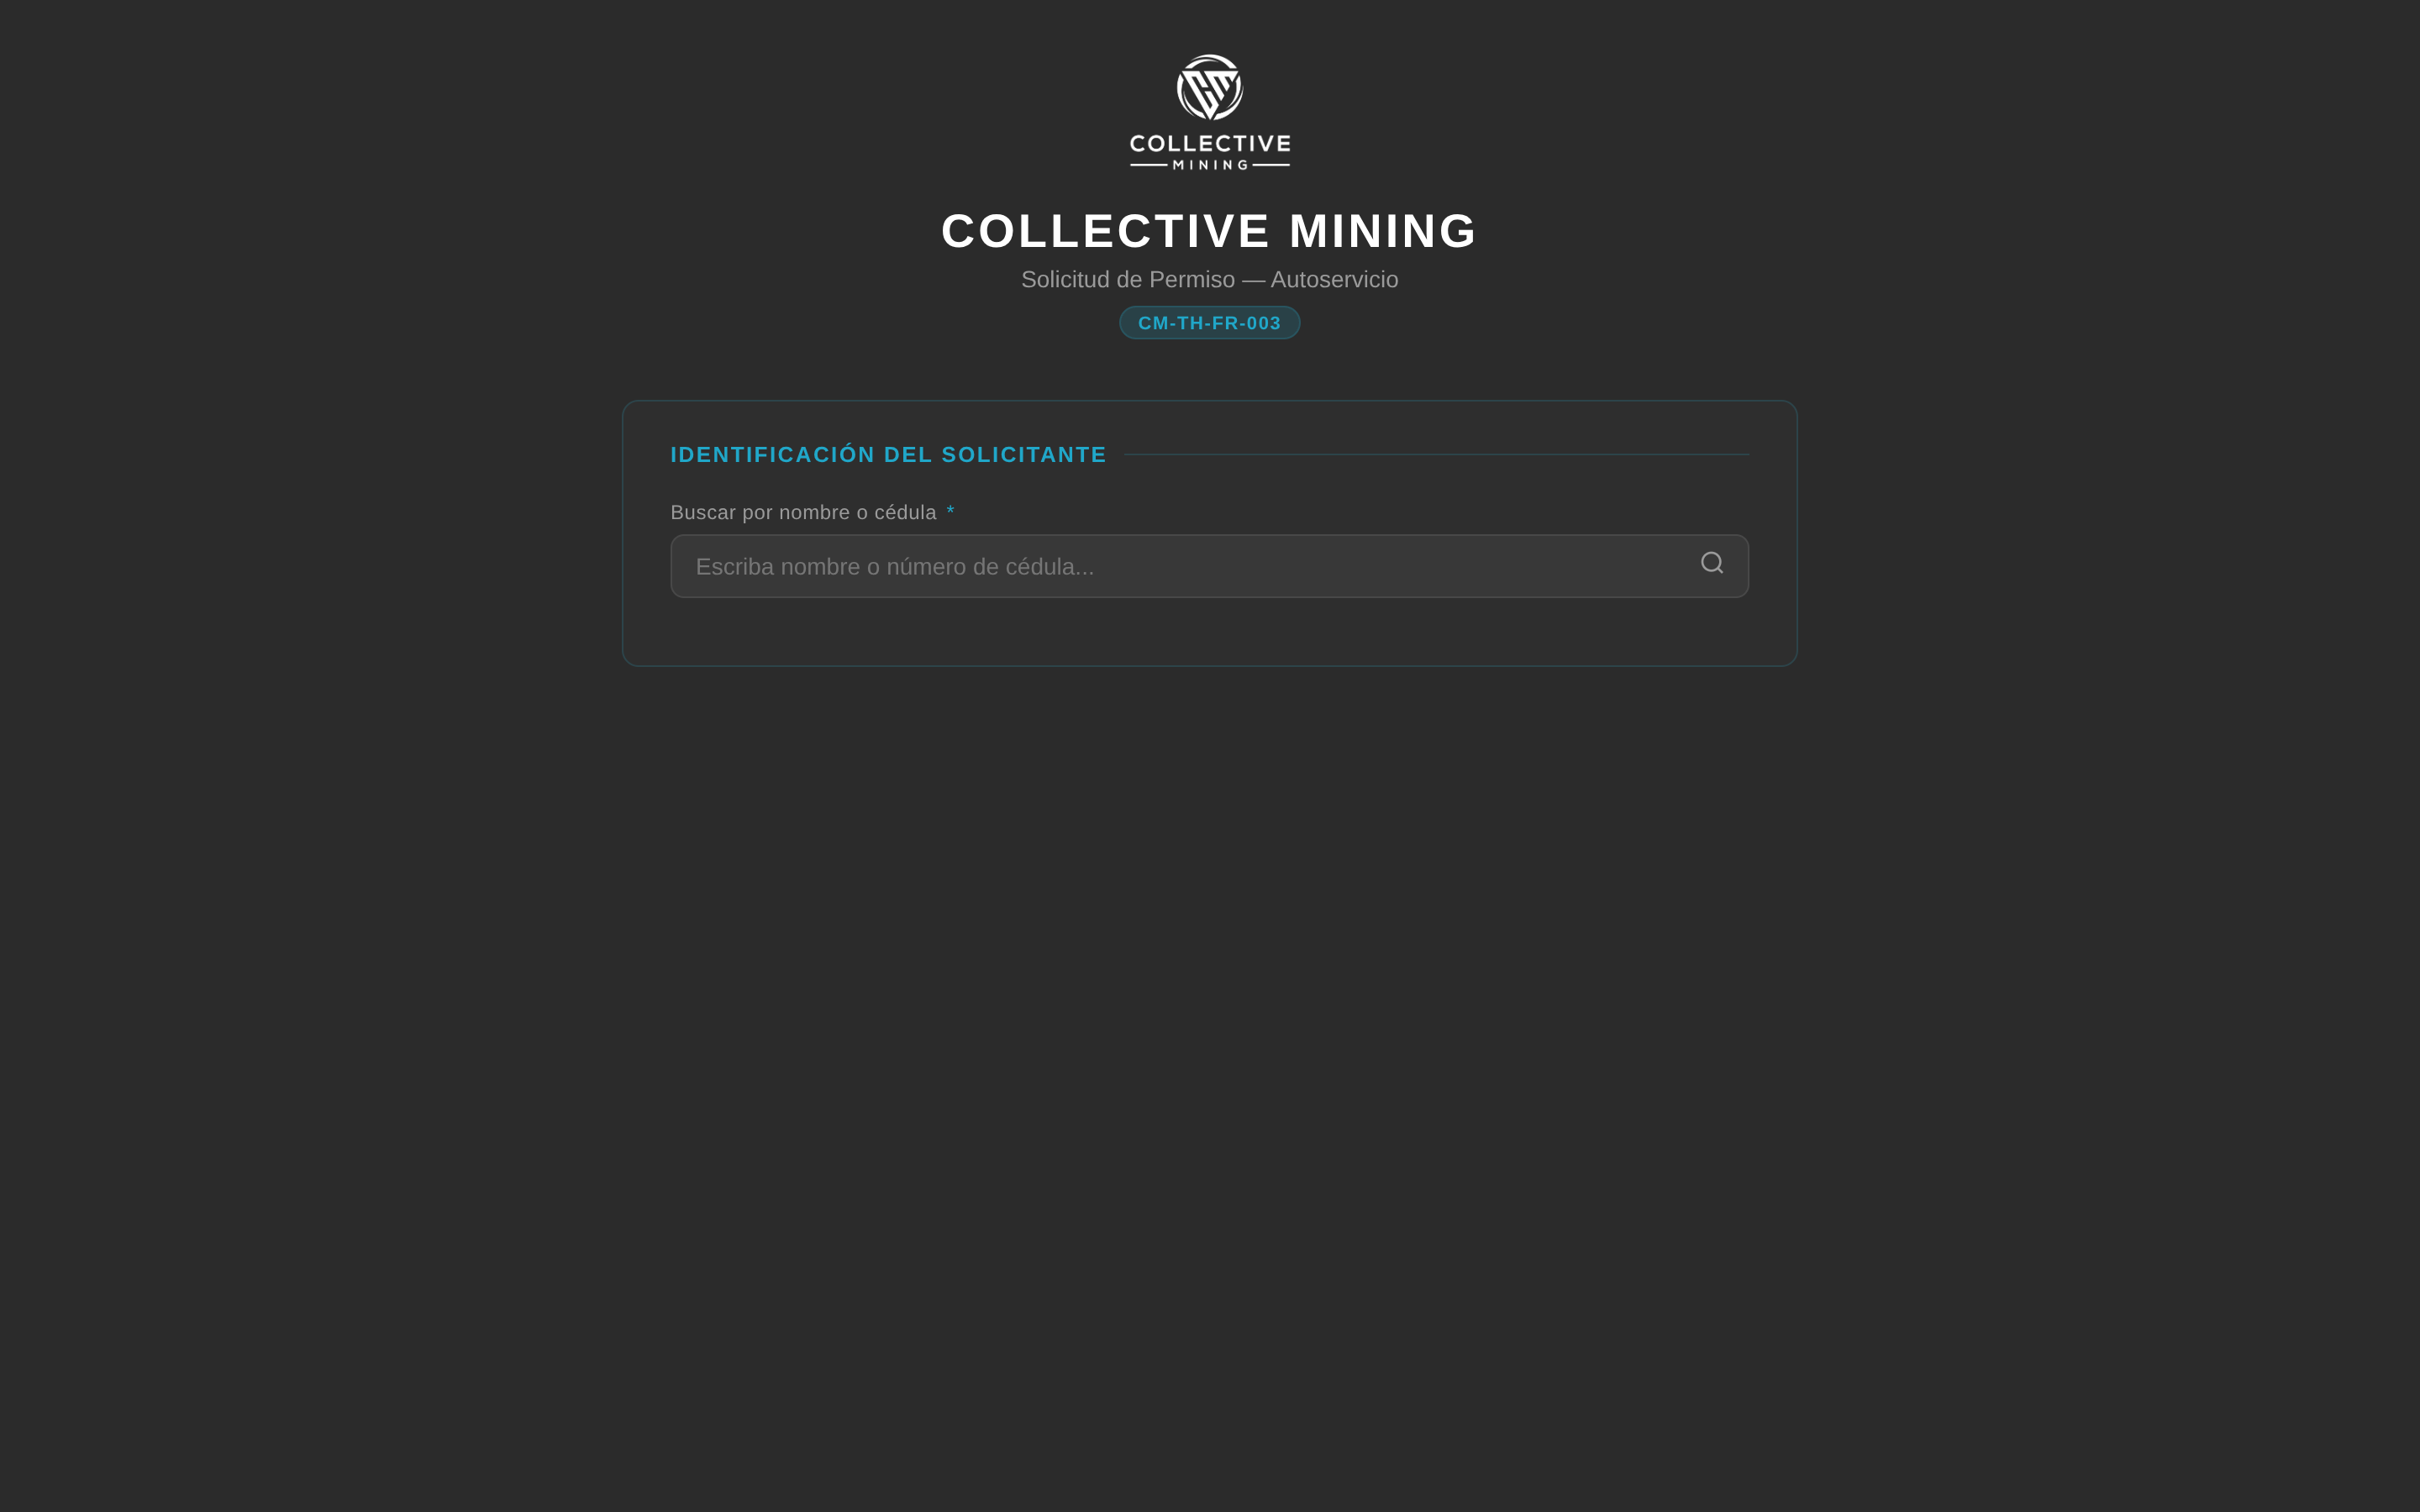 COLLECTIVE
MINING
COLLECTIVE MINING
Solicitud de Permiso — Autoservicio
CM-TH-FR-003
IDENTIFICACIÓN DEL SOLICITANTE
Buscar por nombre o cédula *
Escriba nombre o número de cédula...